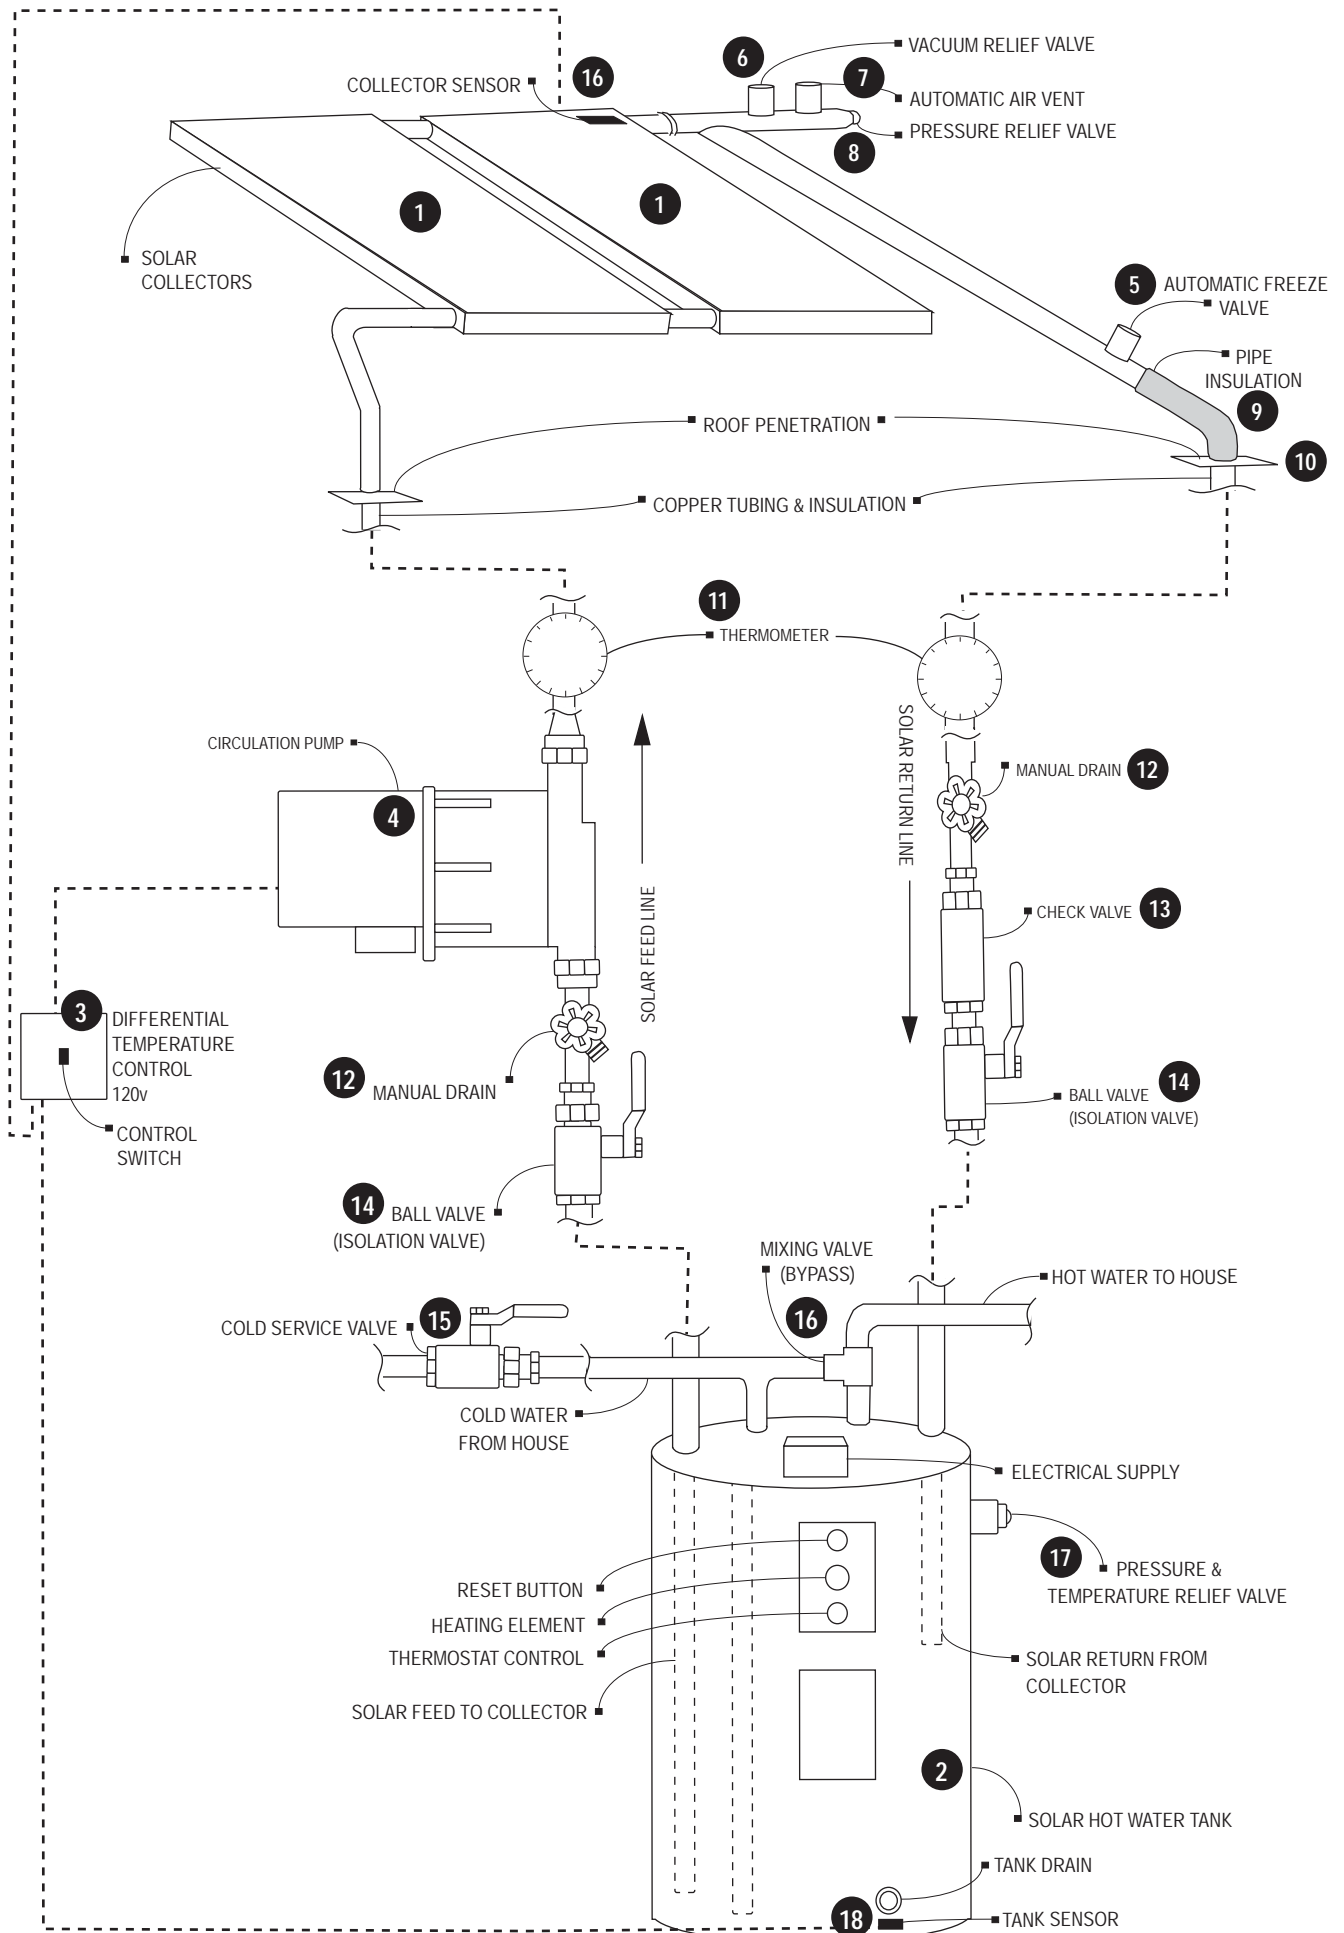 6
VACUUM RELIEF VALVE
COLLECTOR SENSOR
16
7
AUTOMATIC AIR VENT
PRESSURE RELIEF VALVE
8
1
1
SOLAR
COLLECTORS
5
AUTOMATIC FREEZE
VALVE
PIPE
INSULATION
9
ROOF PENETRATION
10
COPPER TUBING & INSULATION
11
THERMOMETER
CIRCULATION PUMP
4
SOLAR FEED LINE
SOLAR RETURN LINE
MANUAL DRAIN
12
CHECK VALVE
13
3
DIFFERENTIAL
TEMPERATURE
CONTROL
120v
CONTROL
SWITCH
12
MANUAL DRAIN
BALL VALVE
(ISOLATION VALVE)
14
14
BALL VALVE
(ISOLATION VALVE)
MIXING VALVE
(BYPASS)
16
HOT WATER TO HOUSE
COLD SERVICE VALVE
15
COLD WATER
FROM HOUSE
ELECTRICAL SUPPLY
17
PRESSURE &
TEMPERATURE RELIEF VALVE
RESET BUTTON
HEATING ELEMENT
THERMOSTAT CONTROL
SOLAR FEED TO COLLECTOR
SOLAR RETURN FROM
COLLECTOR
2
SOLAR HOT WATER TANK
TANK DRAIN
18
TANK SENSOR